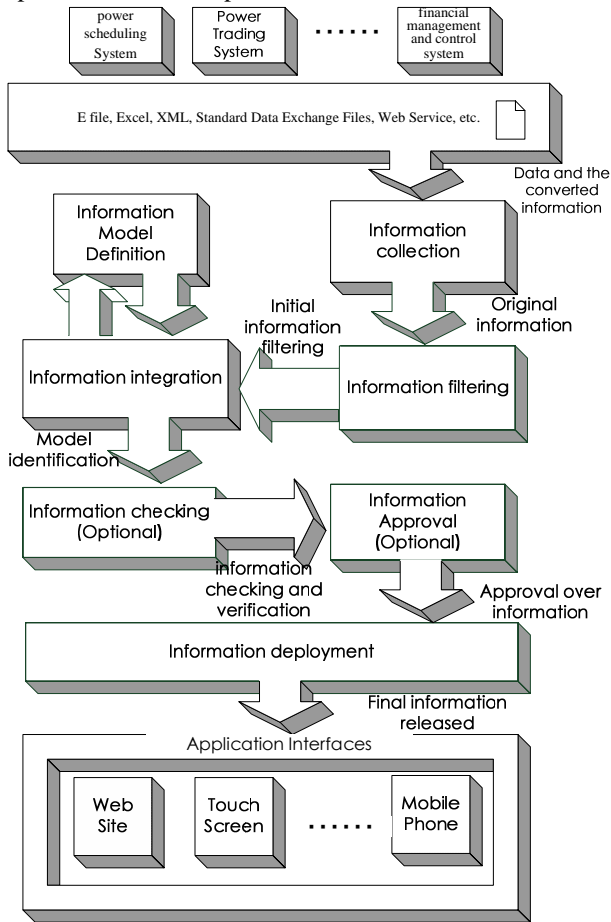 power
scheduling
System
Power
Trading
System
......
financial
management
and control
system
E file, Excel, XML, Standard Data Exchange Files, Web Service, etc.
Data and the
converted
information
Information
Model
Definition
Information
collection
Original
information
Initial
information
filtering
Information integration
Information filtering
Model
identification
Information checking
(Optional)
Information
Approval
(Optional)
information
checking and
verification
Approval over
information
Information deployment
Final information
released
Application Interfaces
Web
Site
Touch
Screen
......
Mobile
Phone